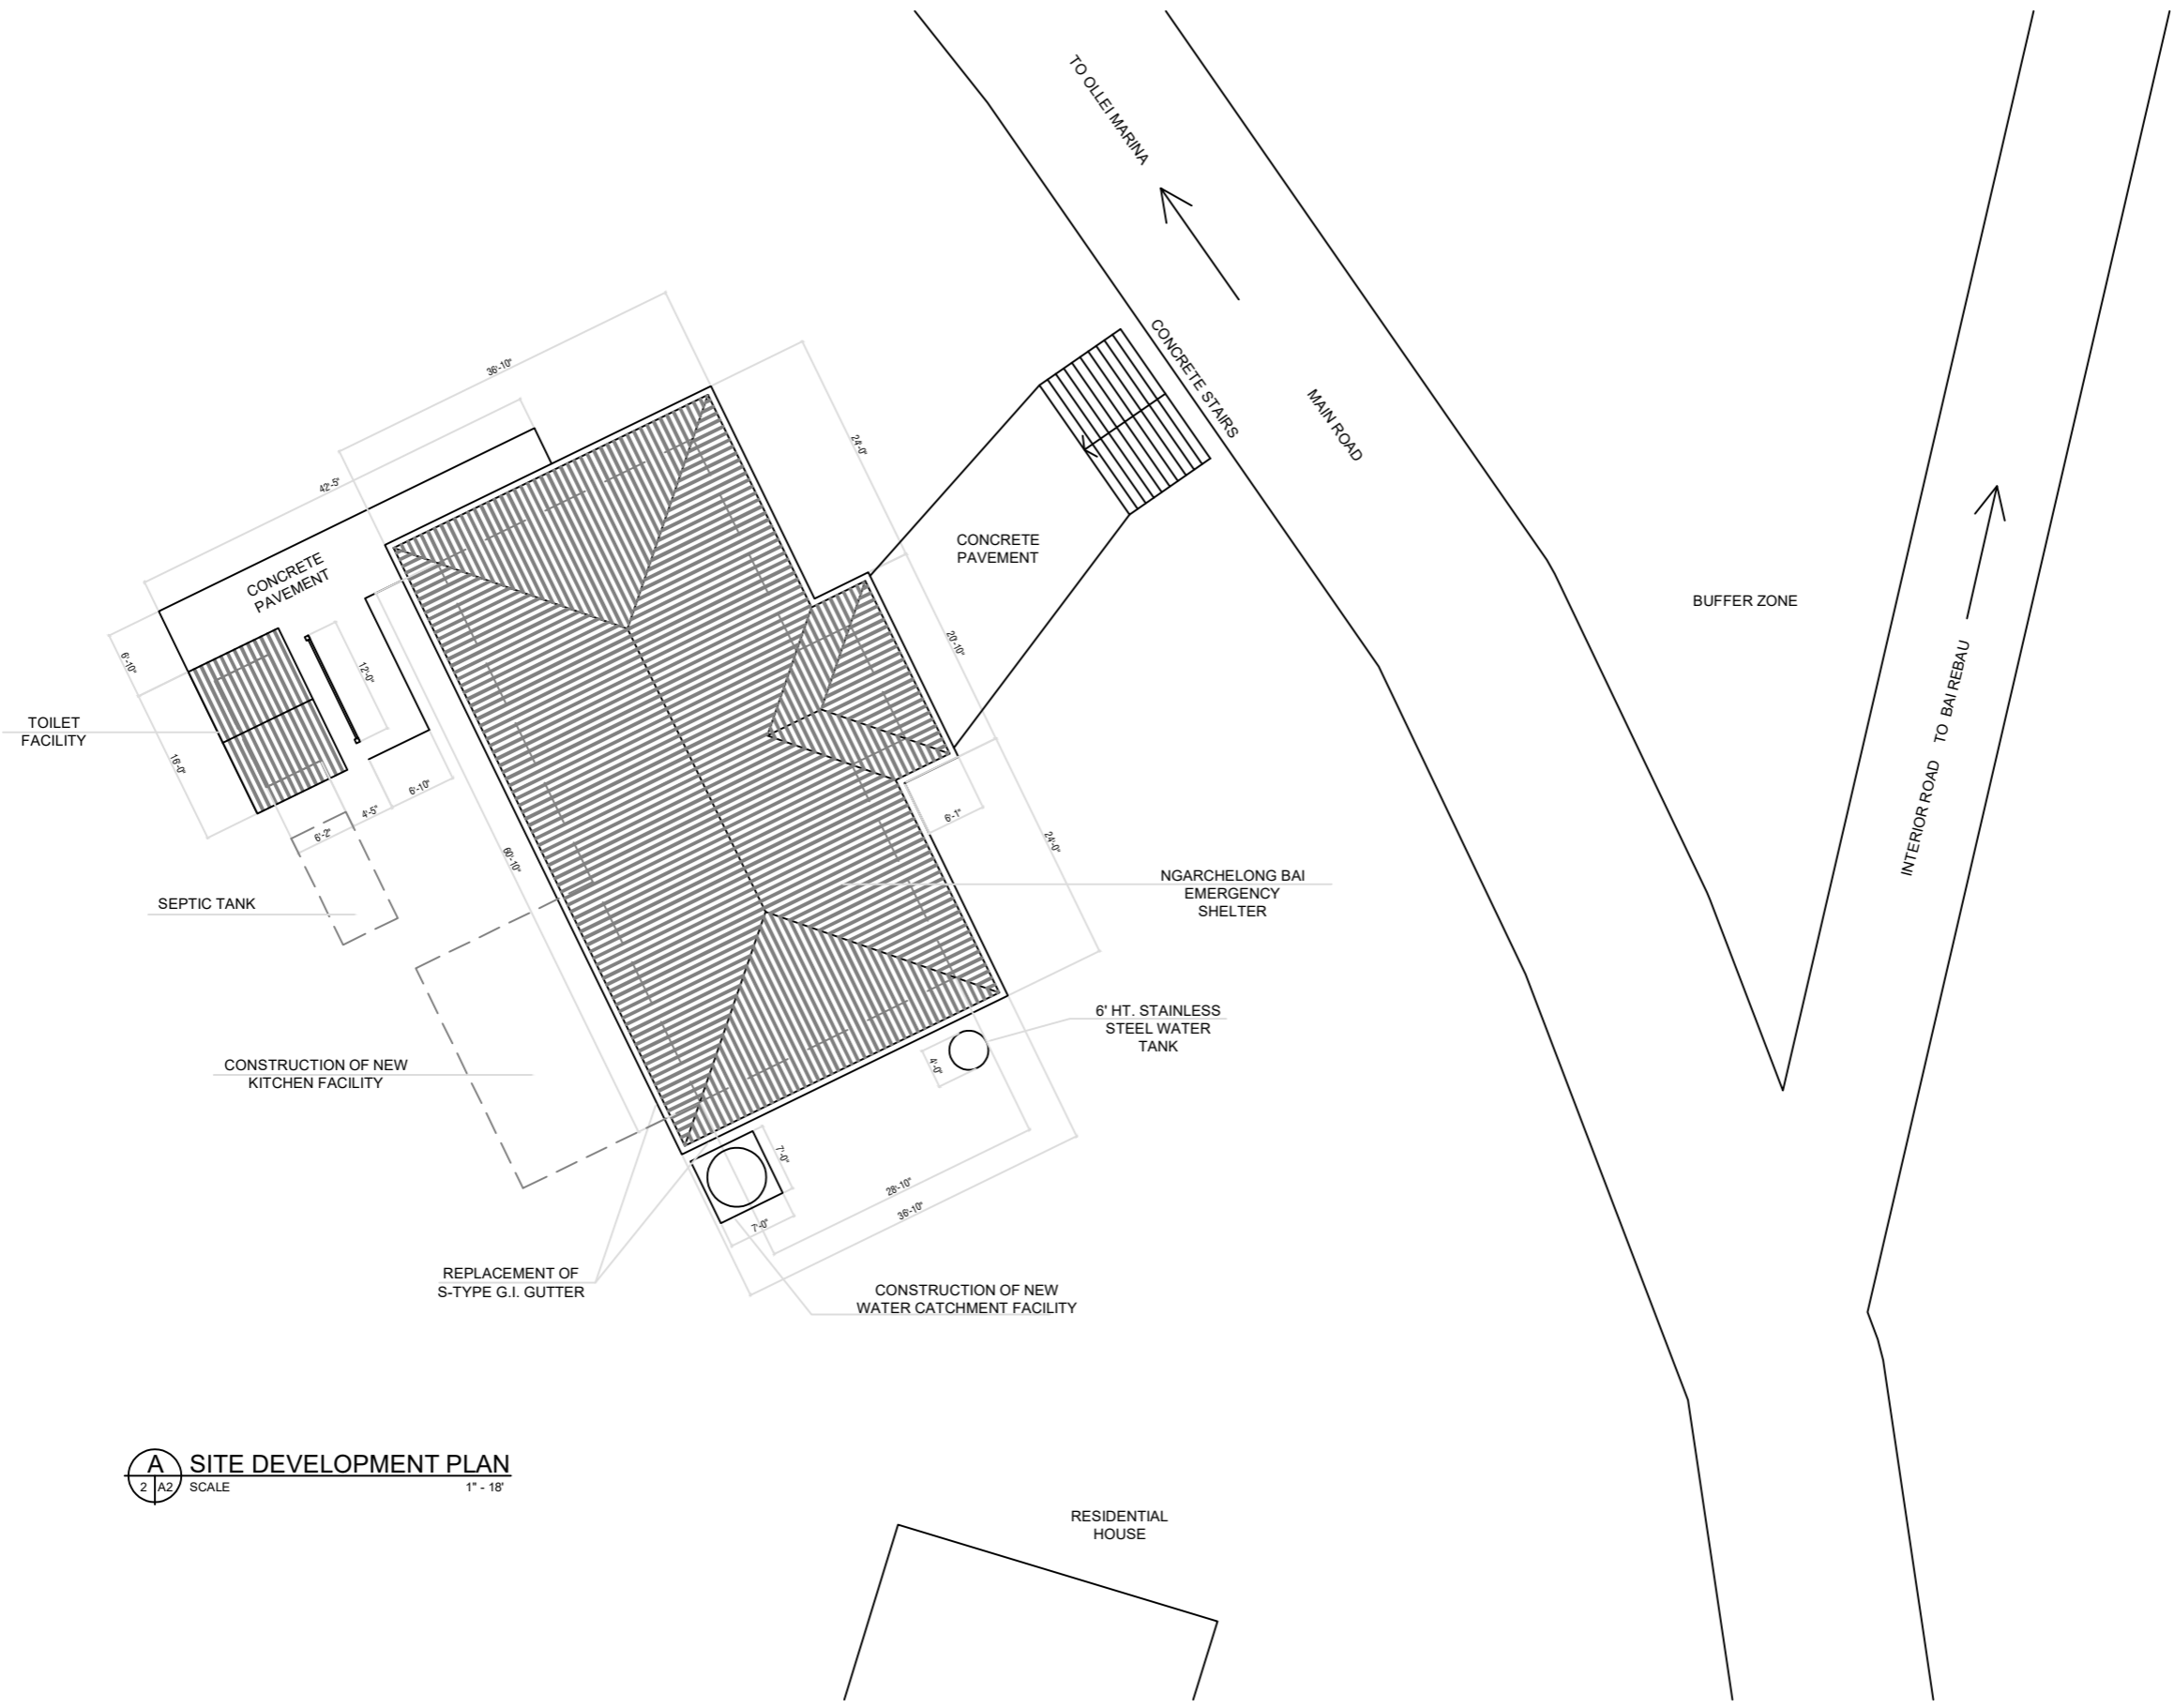 TO OLLEI MARINA
CONCRETE STAIRS
MAIN ROAD
36'-10"
24'-0"
42'-5"
CONCRETE
PAVEMENT
CONCRETE
PAVEMENT
BUFFER ZONE
20'-10"
6'-10"
12'-0"
INTERIOR ROAD TO BAI REBAU
TOILET
FACILITY
16'-0"
6'-10"
4'-5"
6'-2"
6'-1"
24'-0"
60'-10"
NGARCHELONG BAI
EMERGENCY
SHELTER
SEPTIC TANK
6' HT. STAINLESS
STEEL WATER
TANK
4'-0"
CONSTRUCTION OF NEW
KITCHEN FACILITY
7'-0"
28'-10"
36'-10"
7'-0"
REPLACEMENT OF
S-TYPE G.I. GUTTER
CONSTRUCTION OF NEW
WATER CATCHMENT FACILITY
A
2 A2
SITE DEVELOPMENT PLAN
SCALE 1" - 18'
RESIDENTIAL
HOUSE